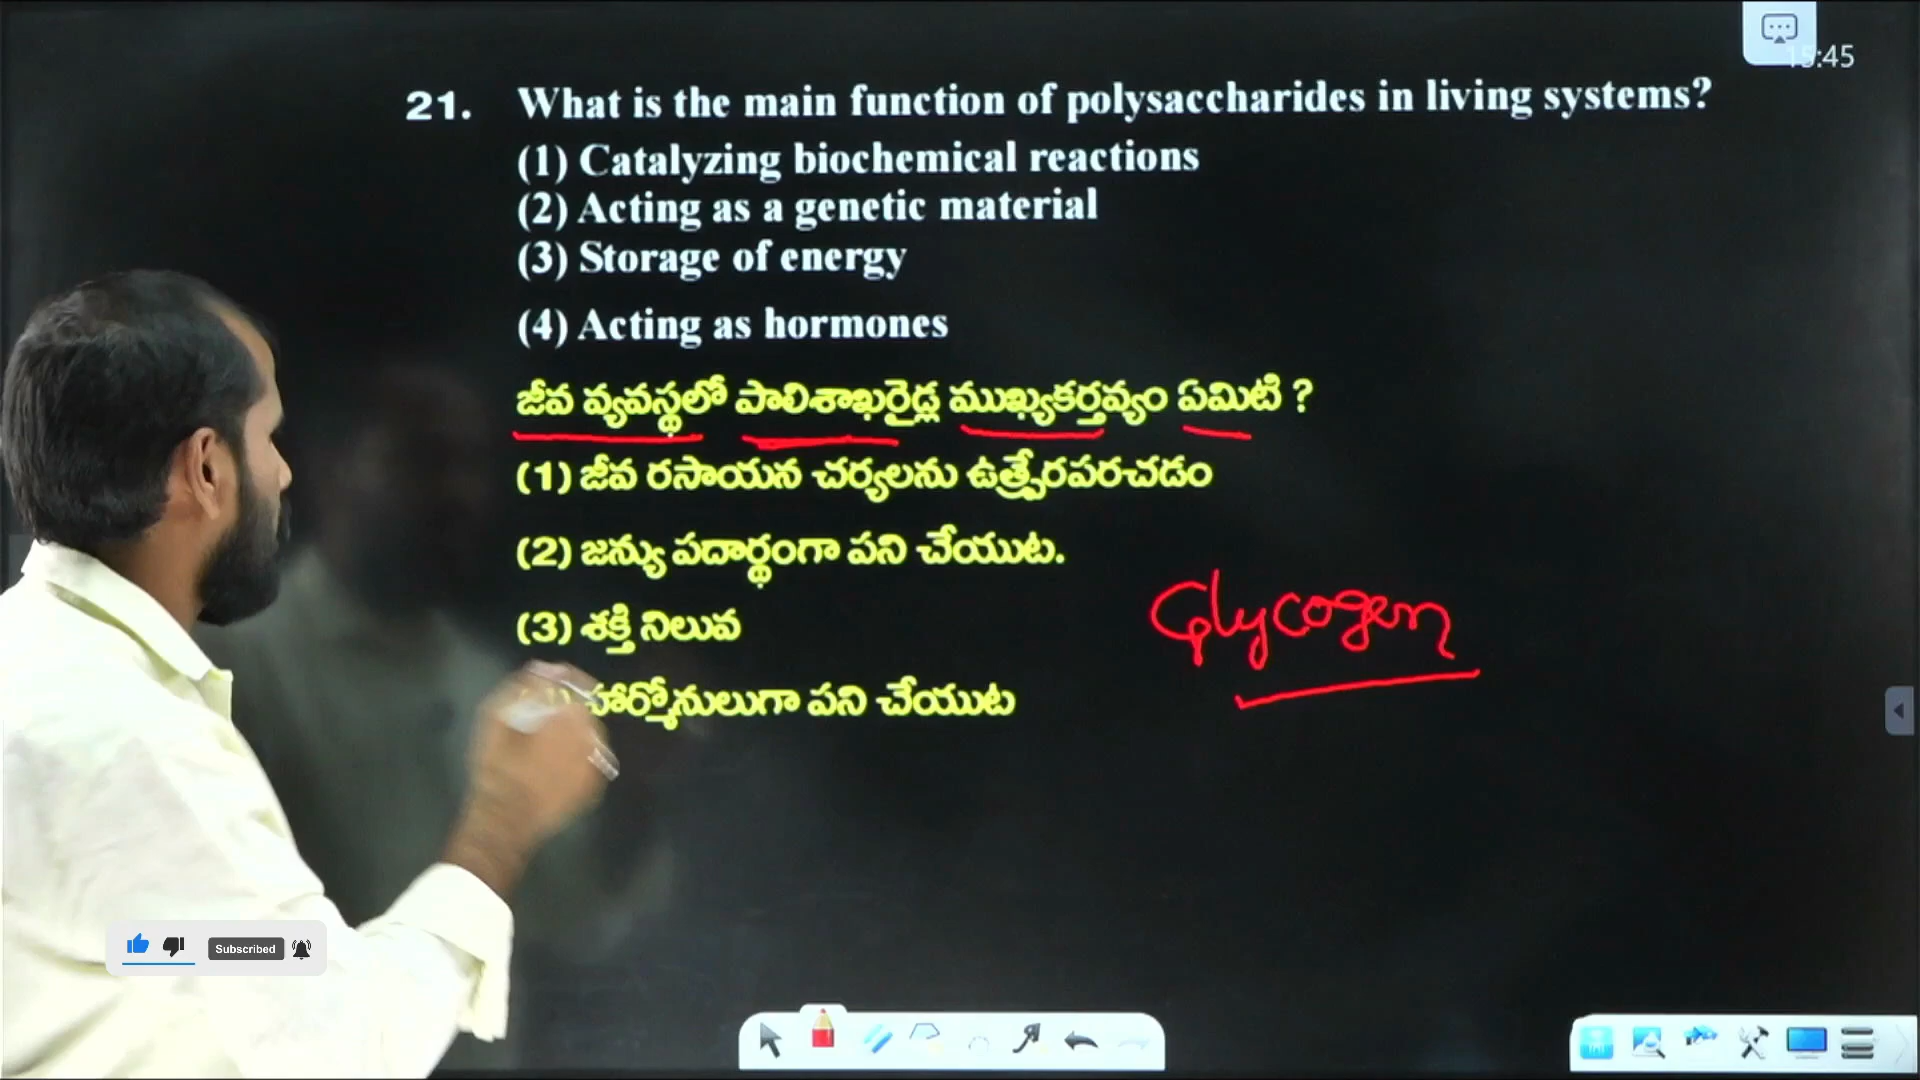 15:45
21. What is the main function of polysaccharides in living systems?
(1) Catalyzing biochemical reactions
(2) Acting as a genetic material
(3) Storage of energy
(4) Acting as hormones
జీవ వ్యవస్థలో పాలిశాఖరైడ్ల ముఖ్యకర్తవ్యం ఏమిటి ?
(1) జీవ రసాయన చర్యలను ఉత్ప్రేరపరచడం
(2) జన్యు పదార్థంగా పని చేయుట.
(3) శక్తి నిలువ
Glycogen
హార్మోనులుగా పని చేయుట
Subscribed